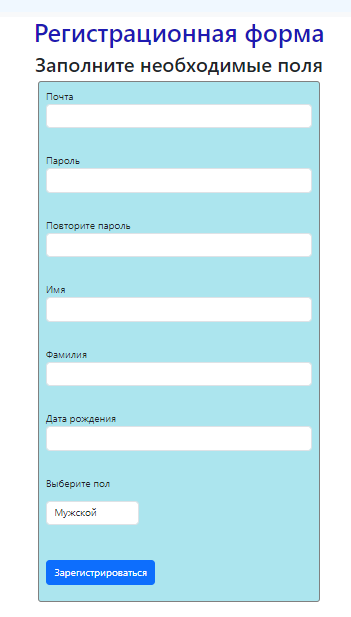 Регистрационная форма
Заполните необходимые поля
Почта
Пароль
Повторите пароль
Имя
Фамилия
Дата рождения
Выберите пол
Мужской
Зарегистрироваться